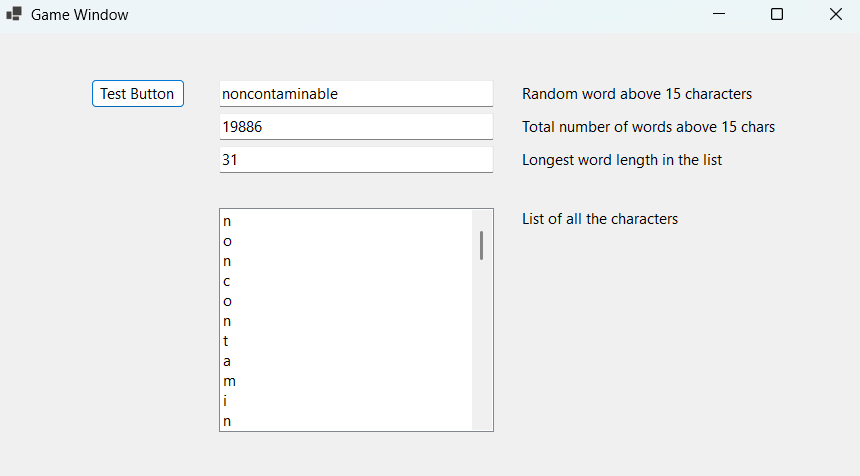 Game Window
Test Button noncontaminable Random word above 15 characters
19886 Total number of words above 15 chars
31 Longest word length in the list
List of all the characters
n
o
n
c
o
n
t
a
m
i
n